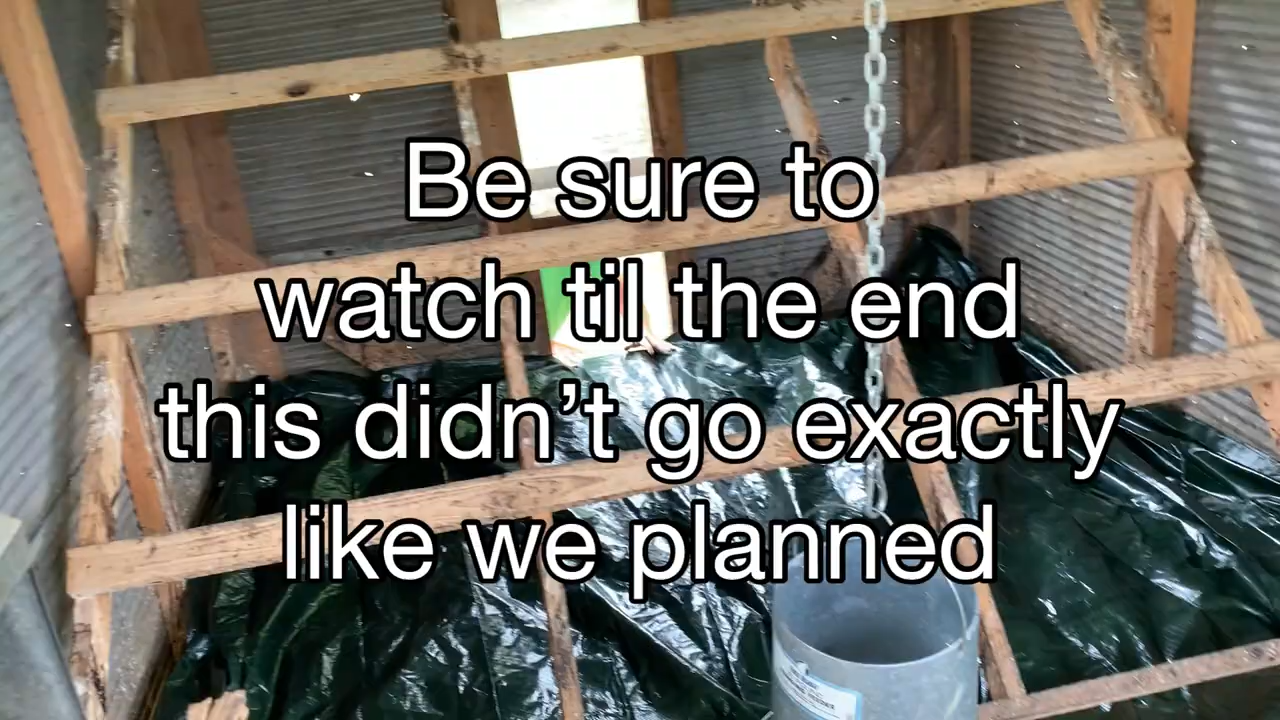 Be sure to
watch til the end
this didn’t go exactly
like we planned